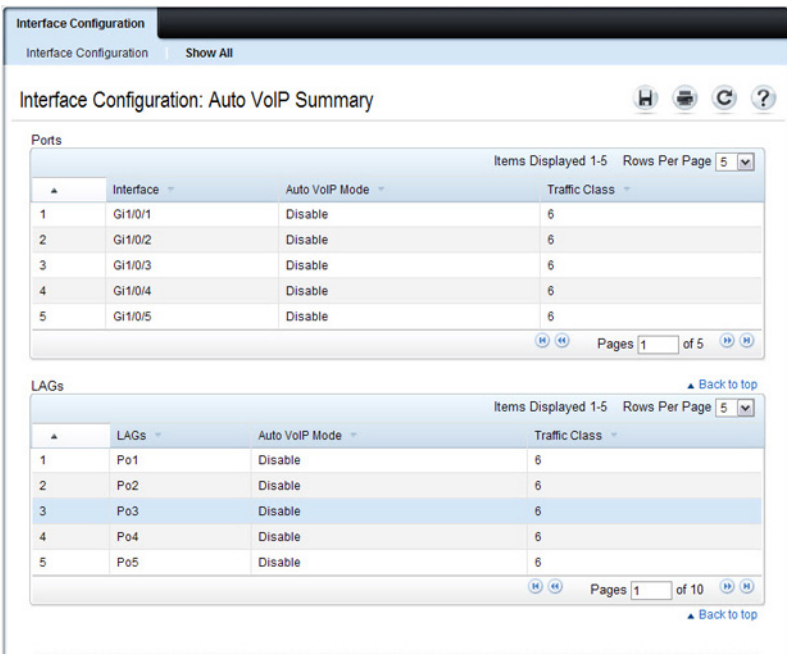 Interface Configuration
Interface Configuration Show All
Interface Configuration: Auto VoIP Summary
Ports
Items Displayed 1-5 Rows Per Page 5
Interface Auto VoIP Mode Traffic Class
1 Gi1/0/1 Disable 6
2 Gi1/0/2 Disable 6
3 Gi1/0/3 Disable 6
4 Gi1/0/4 Disable 6
5 Gi1/0/5 Disable 6
Pages 1 of 5
LAGs Back to top
Items Displayed 1-5 Rows Per Page 5
LAGs Auto VoIP Mode Traffic Class
1 Po1 Disable 6
2 Po2 Disable 6
3 Po3 Disable 6
4 Po4 Disable 6
5 Po5 Disable 6
Pages 1 of 10
Back to top